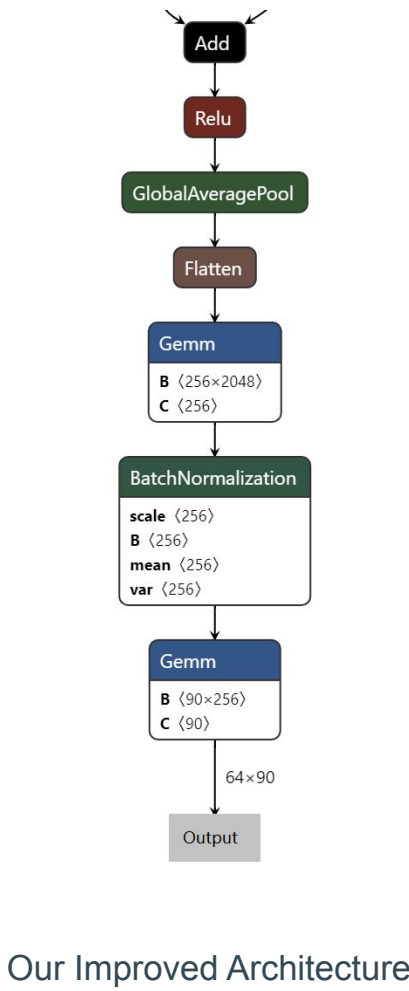 Add
Relu
GlobalAveragePool
Flatten
Gemm
B ⟨256×2048⟩
C ⟨256⟩
BatchNormalization
scale ⟨256⟩
B ⟨256⟩
mean ⟨256⟩
var ⟨256⟩
Gemm
B ⟨90×256⟩
C ⟨90⟩
64×90
Output
Our Improved Architecture